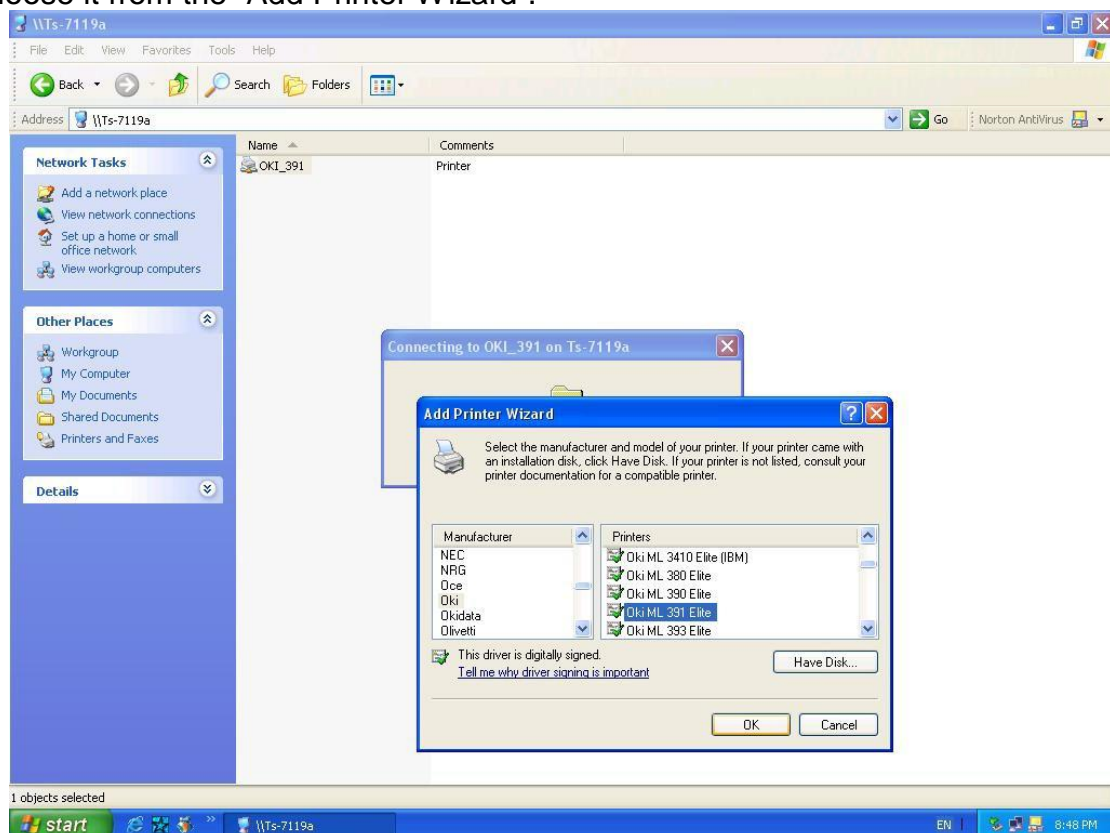 oose it from the "Add Printer Wizard".
\\Ts-7119a
File Edit View Favorites Tools Help
Back Search Folders
Address \\Ts-7119a Go Norton AntiVirus
Name Comments
OKI_391 Printer
Network Tasks
Add a network place
View network connections
Set up a home or small
office network
View workgroup computers
Other Places
Workgroup
My Computer
My Documents
Shared Documents
Printers and Faxes
Details
Connecting to OKI_391 on Ts-7119a
Add Printer Wizard
Select the manufacturer and model of your printer. If your printer came with
an installation disk, click Have Disk. If your printer is not listed, consult your
printer documentation for a compatible printer.
Manufacturer
NEC
NRG
Oce
Oki
Okidata
Olivetti
Printers
Oki ML 3410 Elite (IBM)
Oki ML 380 Elite
Oki ML 390 Elite
Oki ML 391 Elite
Oki ML 393 Elite
This driver is digitally signed.
Tell me why driver signing is important
Have Disk...
OK Cancel
1 objects selected
start \\Ts-7119a EN 8:48 PM